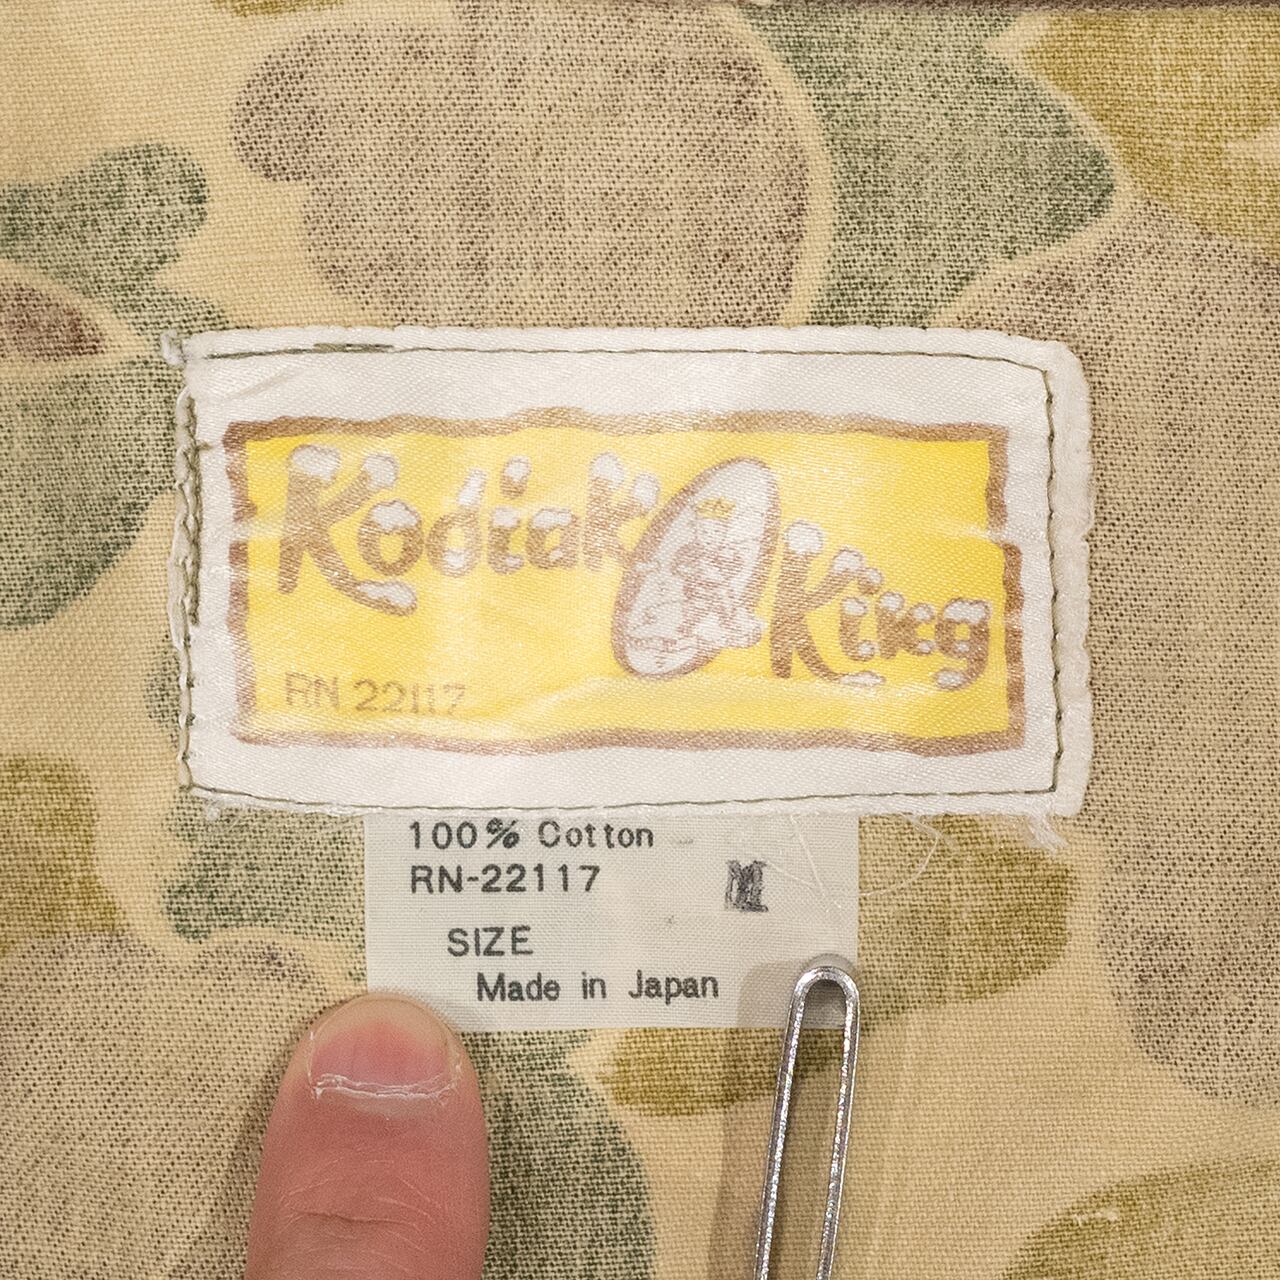 Kodiak King
RN 22117
100% Cotton
RN-22117
M
SIZE
Made in Japan